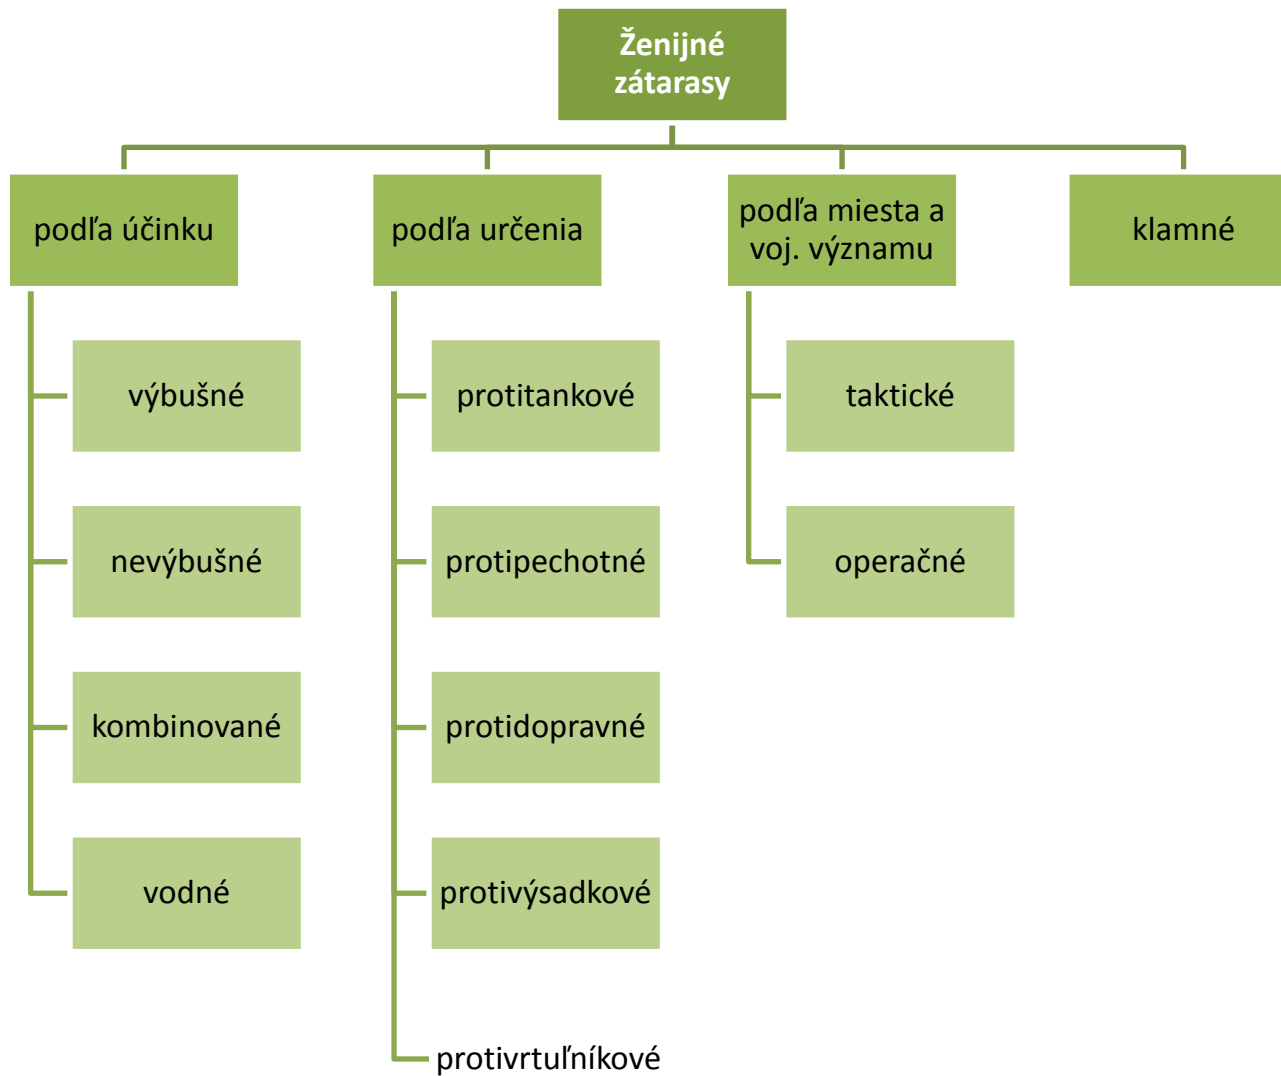 Ženijné
zátarasy
podľa účinku
výbušné
nevýbušné
kombinované
vodné
podľa určenia
protitankové
protipechotné
protidopravné
protivýsadkové
protivrtuľníkové
podľa miesta a
voj. významu
taktické
operačné
klamné